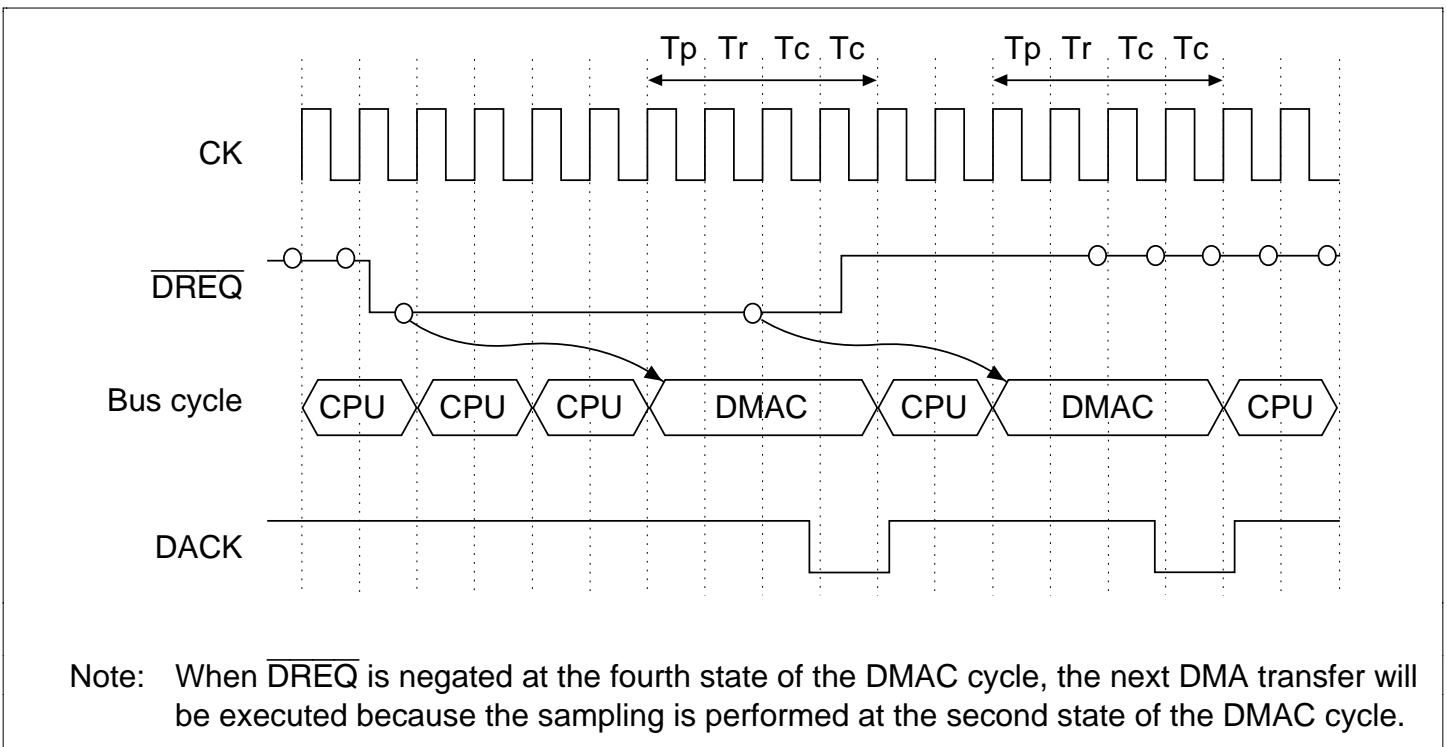 Tp Tr Tc Tc Tp Tr Tc Tc
CK
DREQ
Bus cycle CPU CPU CPU DMAC CPU DMAC CPU
DACK
Note: When DREQ is negated at the fourth state of the DMAC cycle, the next DMA transfer will
be executed because the sampling is performed at the second state of the DMAC cycle.